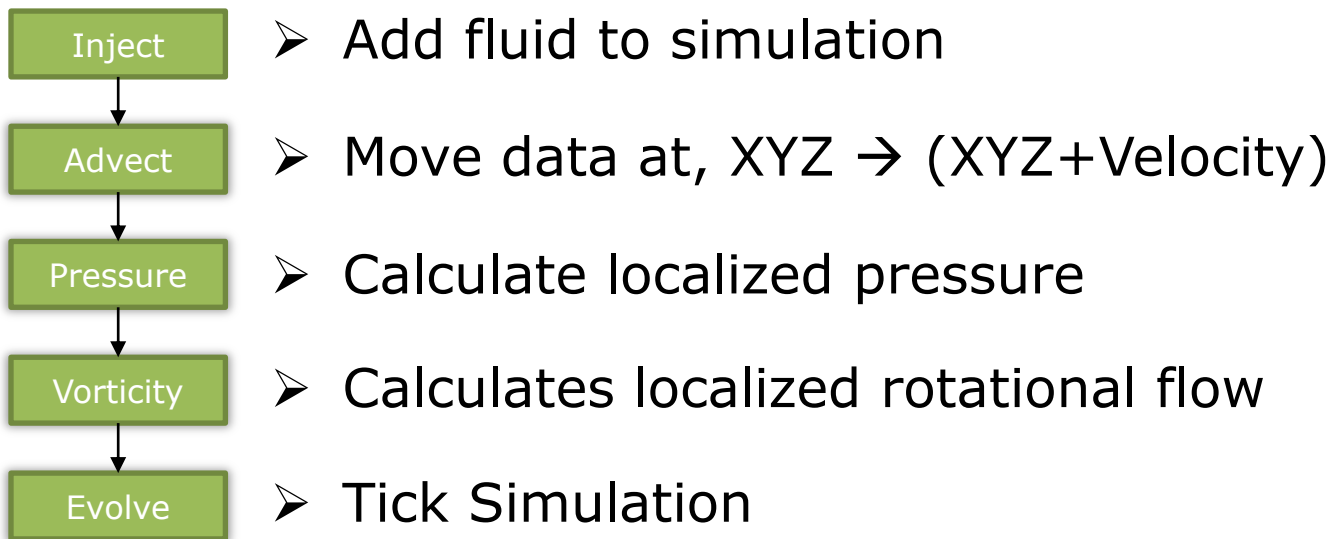 Inject
➢ Add fluid to simulation
Advect
➢ Move data at, XYZ → (XYZ+Velocity)
Pressure
➢ Calculate localized pressure
Vorticity
➢ Calculates localized rotational flow
Evolve
➢ Tick Simulation